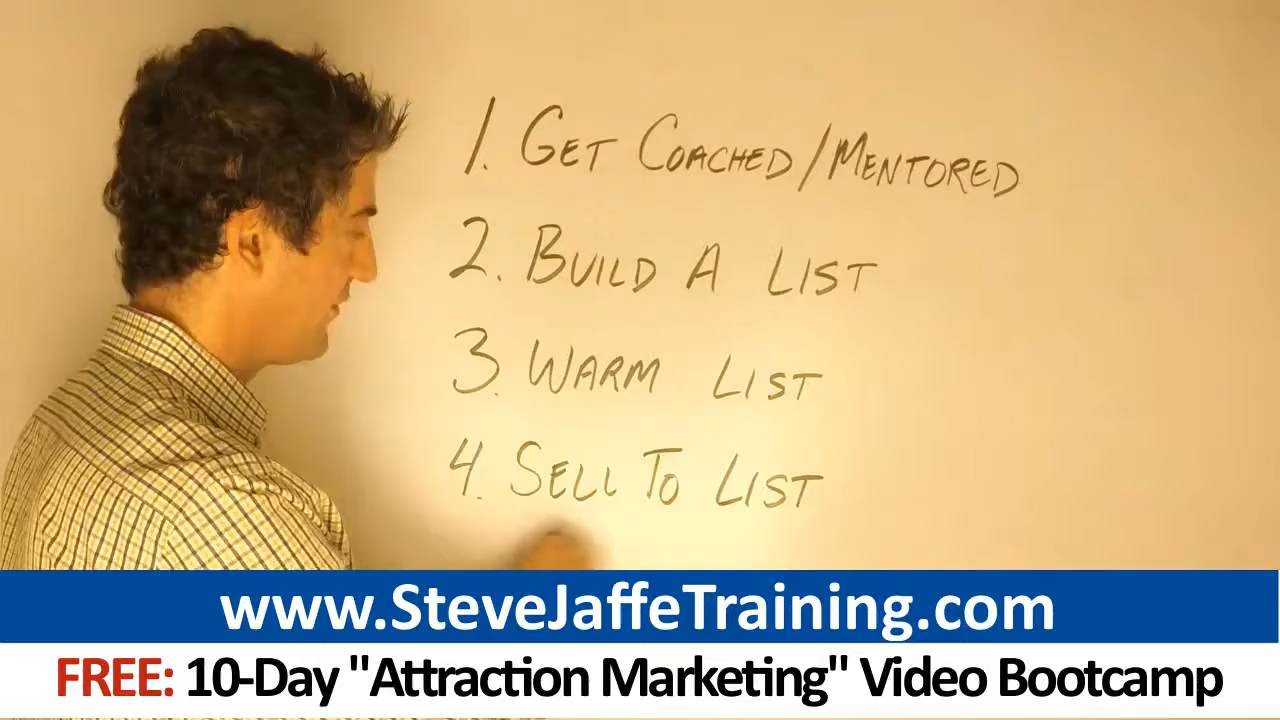 1. GET COACHED/MENTORED
2. BUILD A LIST
3. WARM LIST
4. SELL TO LIST
www.SteveJaffeTraining.com
FREE: 10-Day "Attraction Marketing" Video Bootcamp